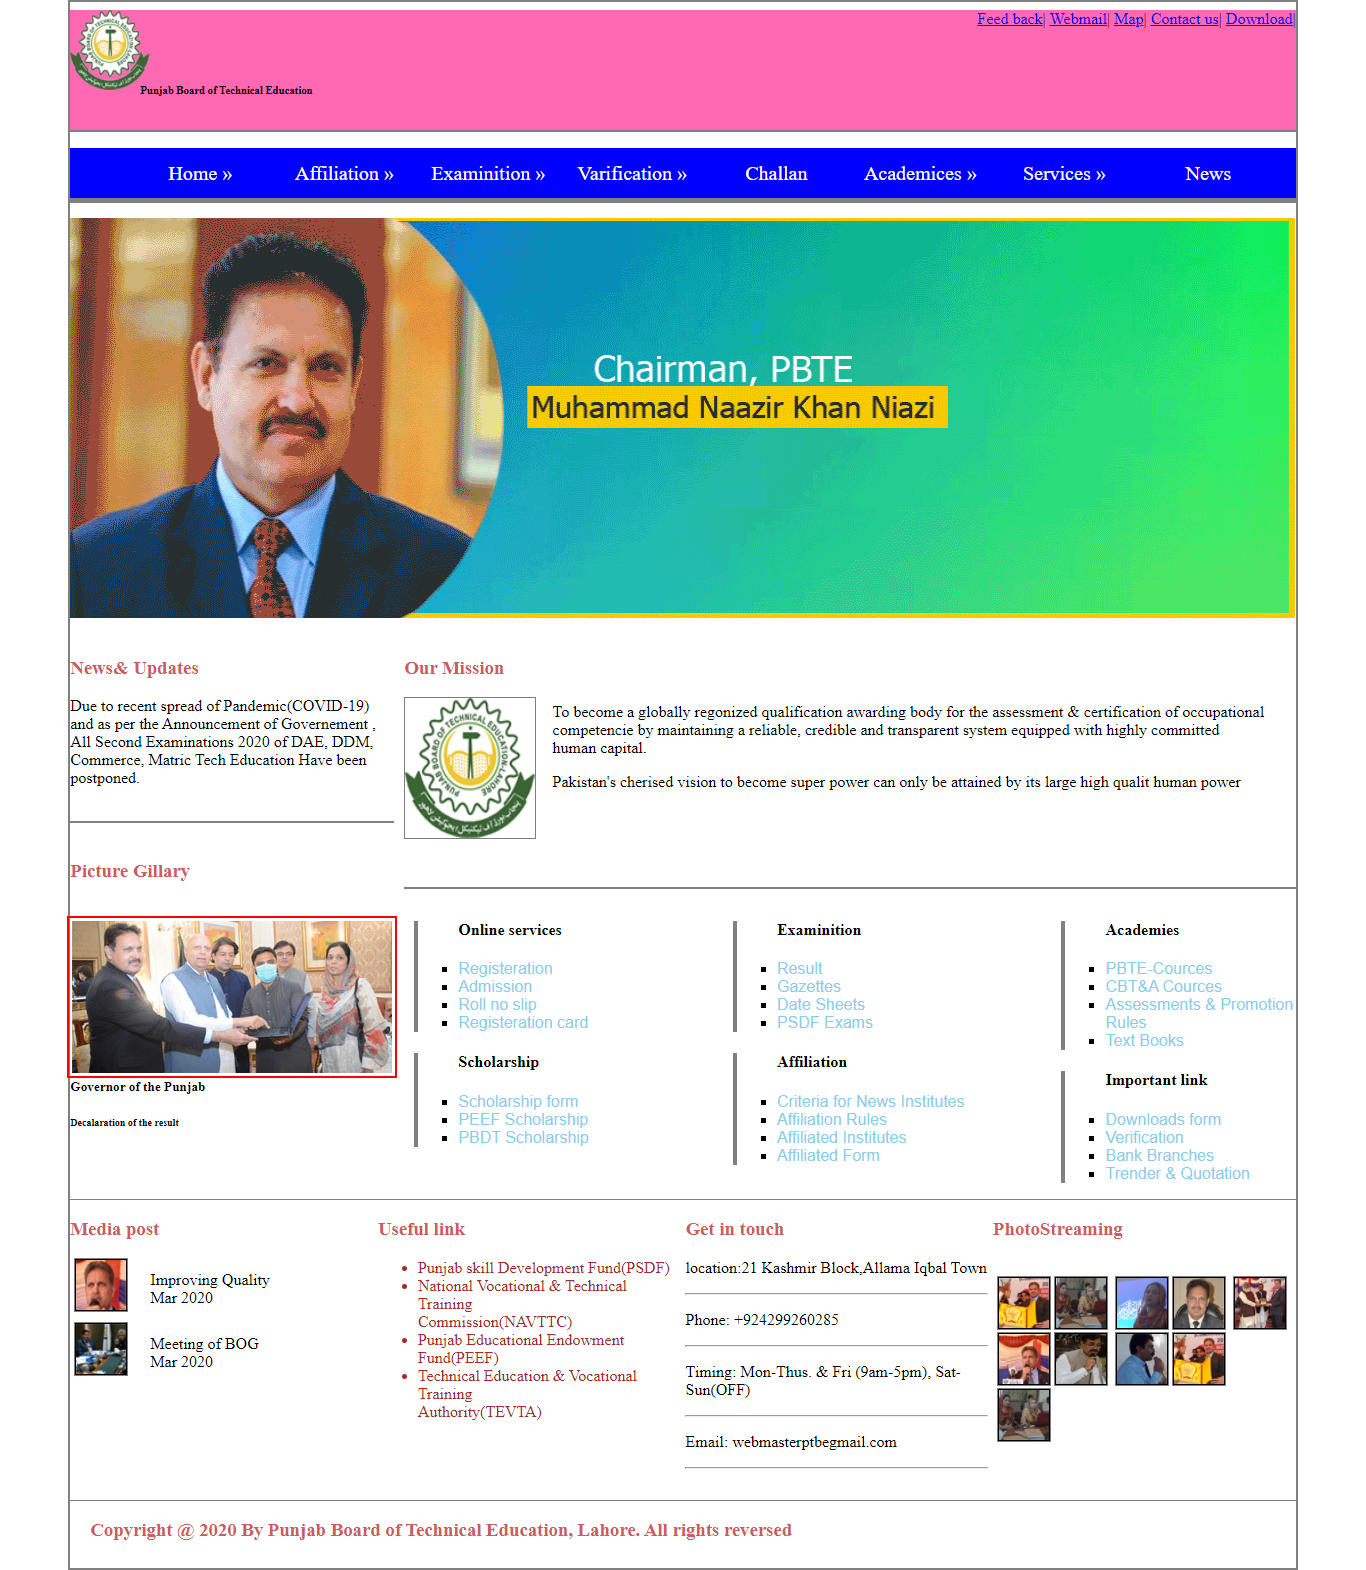 Feed back| Webmail| Map| Contact us| Download|
PUNJAB BOARD OF TECHNICAL EDUCATION LAHORE
Punjab Board of Technical Education
Home » Affiliation » Examinition » Varification » Challan Academices » Services » News
Chairman, PBTE
Muhammad Naazir Khan Niazi
News& Updates
Due to recent spread of Pandemic(COVID-19)
and as per the Announcement of Governement ,
All Second Examinations 2020 of DAE, DDM,
Commerce, Matric Tech Education Have been
postponed.
Our Mission
PUNJAB BOARD OF TECHNICAL EDUCATION-LAHORE
To become a globally regonized qualification awarding body for the assessment & certification of occupational
competencie by maintaining a reliable, credible and transparent system equipped with highly committed
human capital.
Pakistan's cherised vision to become super power can only be attained by its large high qualit human power
Picture Gillary
Governor of the Punjab
Decalaration of the result
Online services
Registeration
Admission
Roll no slip
Registeration card
Scholarship
Scholarship form
PEEF Scholarship
PBDT Scholarship
Examinition
Result
Gazettes
Date Sheets
PSDF Exams
Affiliation
Criteria for News Institutes
Affiliation Rules
Affiliated Institutes
Affiliated Form
Academies
PBTE-Cources
CBT&A Cources
Assessments & Promotion
Rules
Text Books
Important link
Downloads form
Verification
Bank Branches
Trender & Quotation
Media post
Improving Quality
Mar 2020
Meeting of BOG
Mar 2020
Useful link
Punjab skill Development Fund(PSDF)
National Vocational & Technical
Training
Commission(NAVTTC)
Punjab Educational Endowment
Fund(PEEF)
Technical Education & Vocational
Training
Authority(TEVTA)
Get in touch
location:21 Kashmir Block,Allama Iqbal Town
Phone: +924299260285
Timing: Mon-Thus. & Fri (9am-5pm), Sat-
Sun(OFF)
Email: webmasterptbegmail.com
PhotoStreaming
Copyright @ 2020 By Punjab Board of Technical Education, Lahore. All rights reversed